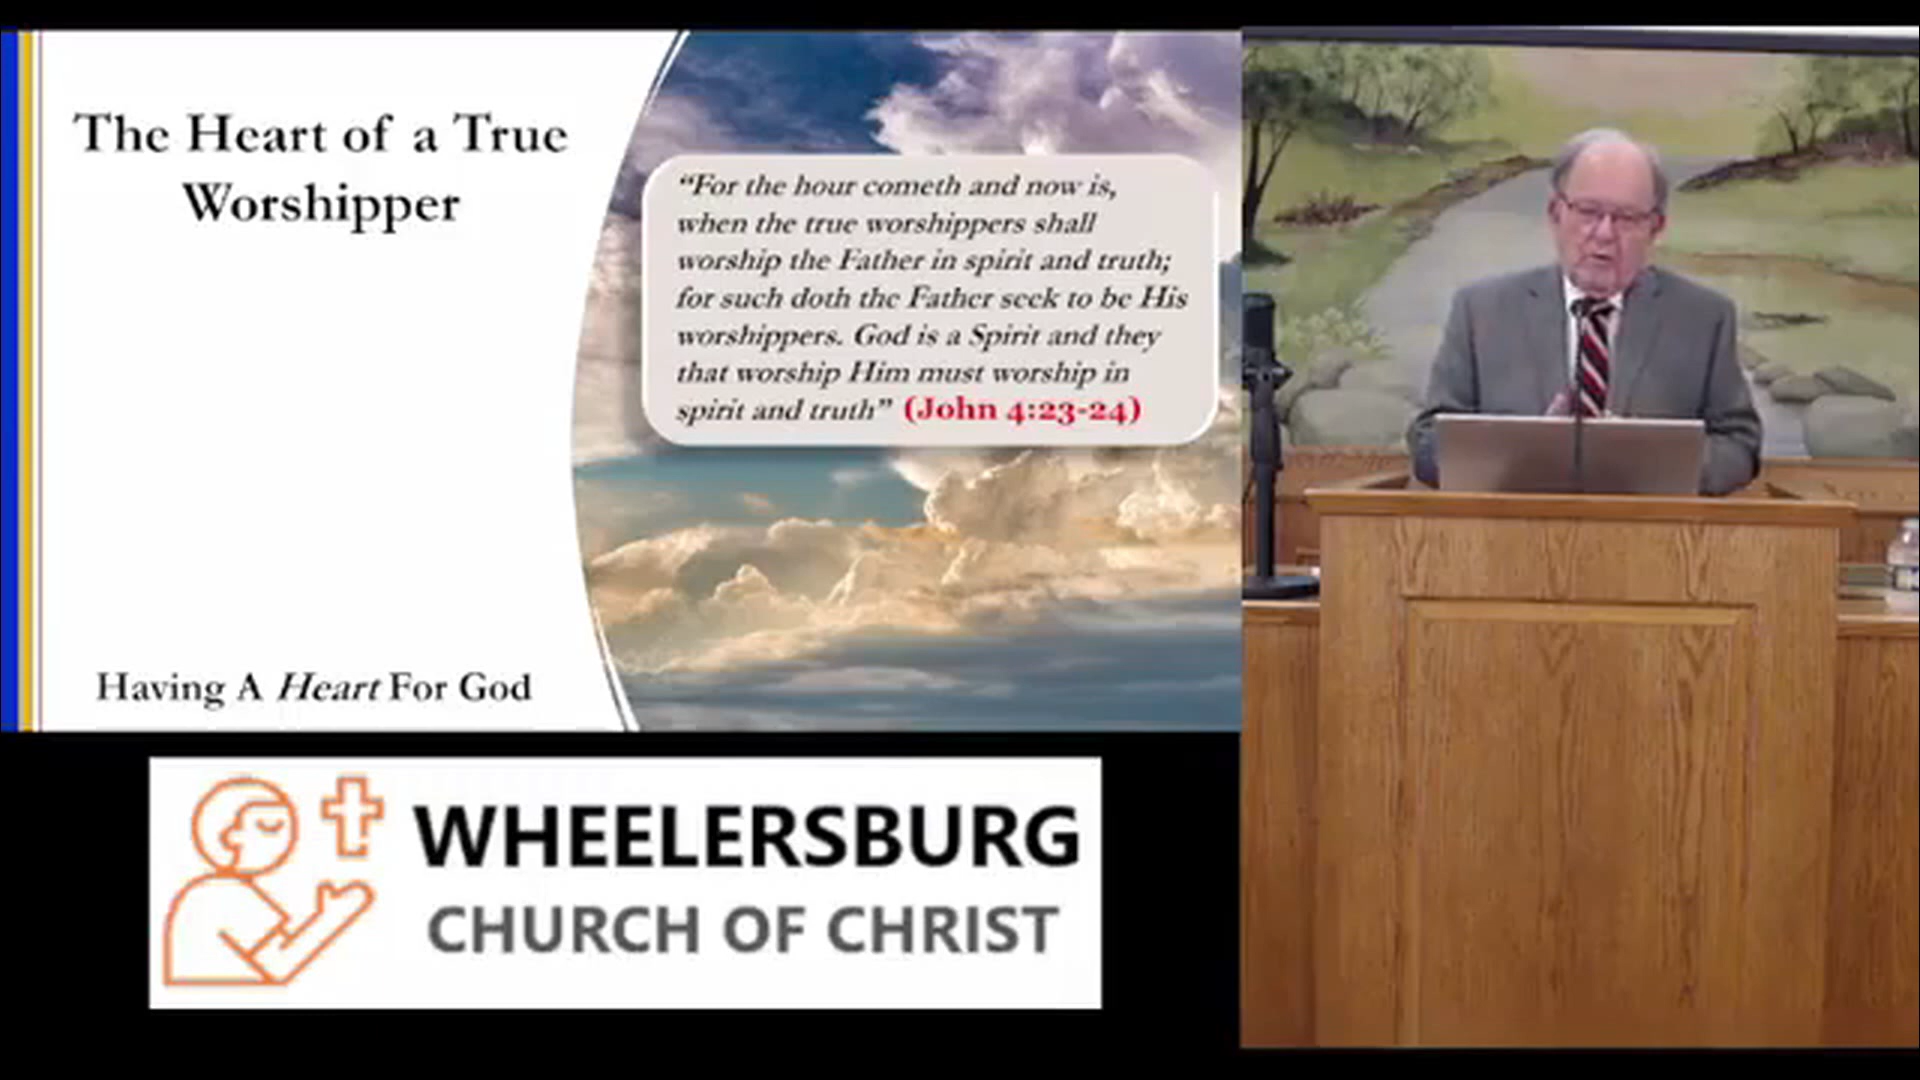 The Heart of a True
Worshipper
“For the hour cometh and now is,
when the true worshippers shall
worship the Father in spirit and truth;
for such doth the Father seek to be His
worshippers. God is a Spirit and they
that worship Him must worship in
spirit and truth” (John 4:23-24)
Having A Heart For God
WHEELERSBURG
CHURCH OF CHRIST